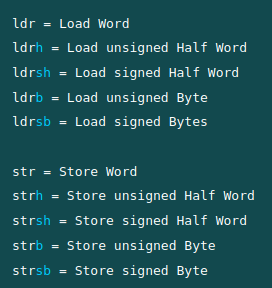 ldr = Load Word
ldrh = Load unsigned Half Word
ldrsh = Load signed Half Word
ldrb = Load unsigned Byte
ldrsb = Load signed Bytes

str = Store Word
strh = Store unsigned Half Word
strsh = Store signed Half Word
strb = Store unsigned Byte
strsb = Store signed Byte